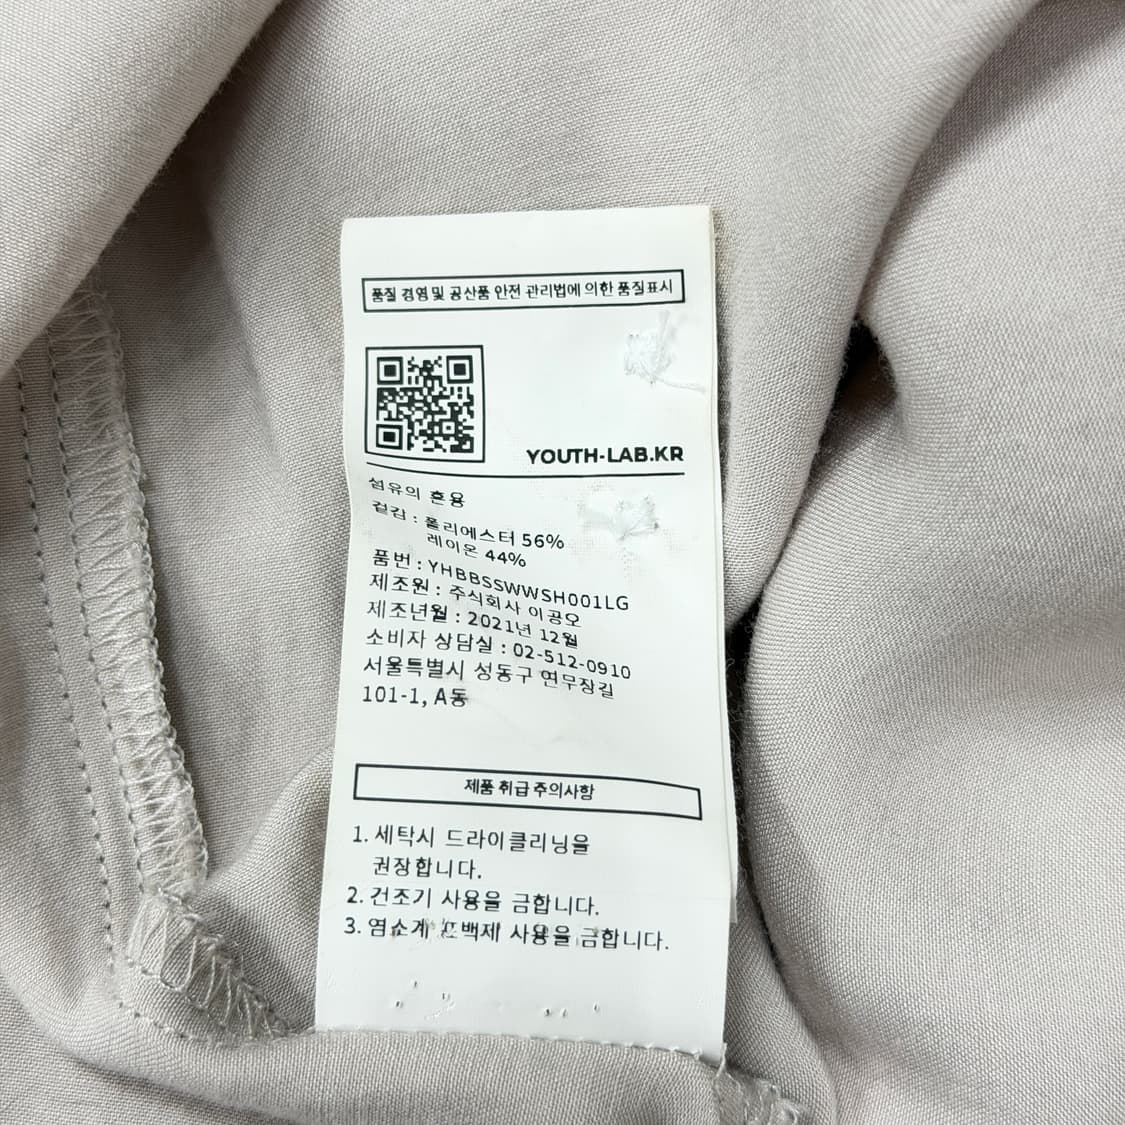 품질 경영 및 공산품 안전 관리법에 의한 품질표시
YOUTH-LAB.KR
섬유의 혼용
겉감 : 폴리에스터 56%
레이온 44%
품번 : YHBBSSWWSH001LG
제조원 : 주식회사 이공오
제조년월 : 2021년 12월
소비자 상담실 : 02-512-0910
서울특별시 성동구 연무장길
101-1, A동
제품 취급 주의사항
1. 세탁시 드라이클리닝을
권장합니다.
2. 건조기 사용을 금합니다.
3. 염소계 표백제 사용을 금합니다.